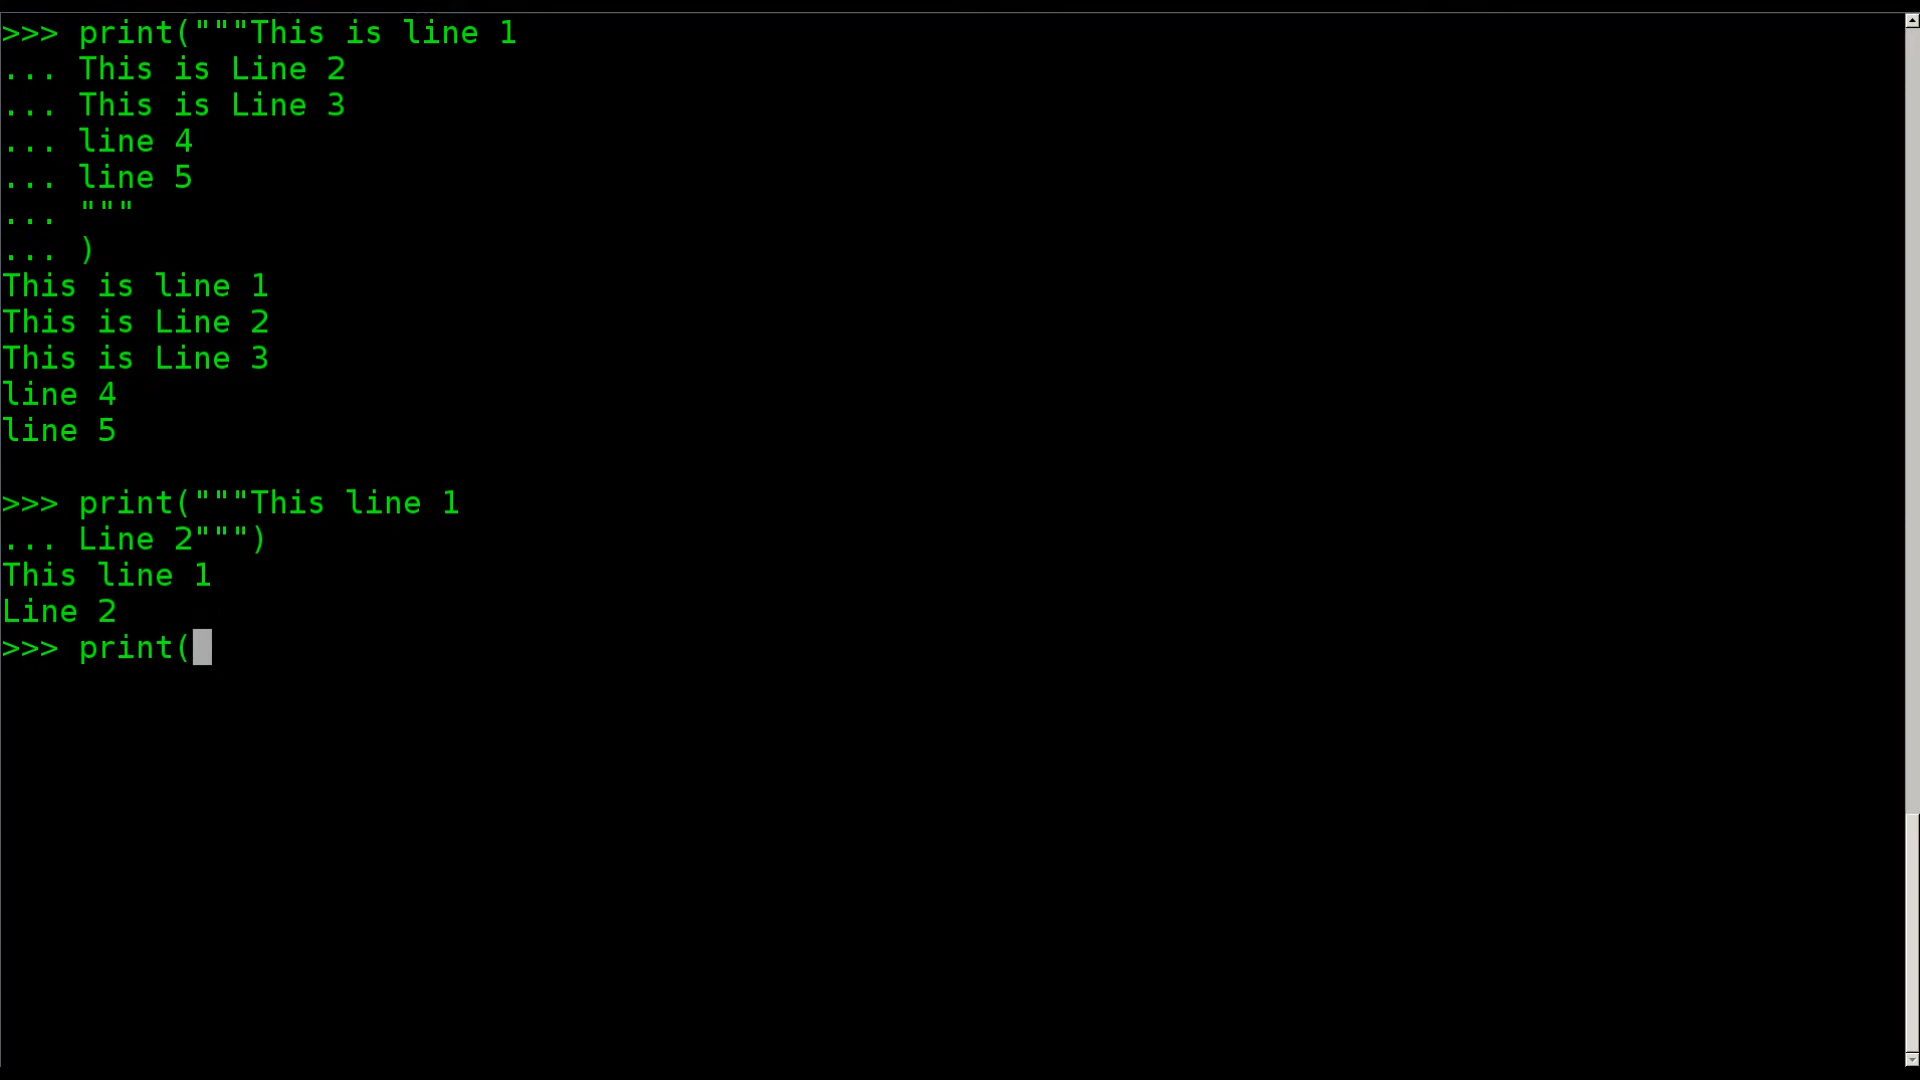 >>> print("""This is line 1
... This is Line 2
... This is Line 3
... line 4
... line 5
... """
... )
This is line 1
This is Line 2
This is Line 3
line 4
line 5
>>> print("""This line 1
... Line 2""")
This line 1
Line 2
>>> print(